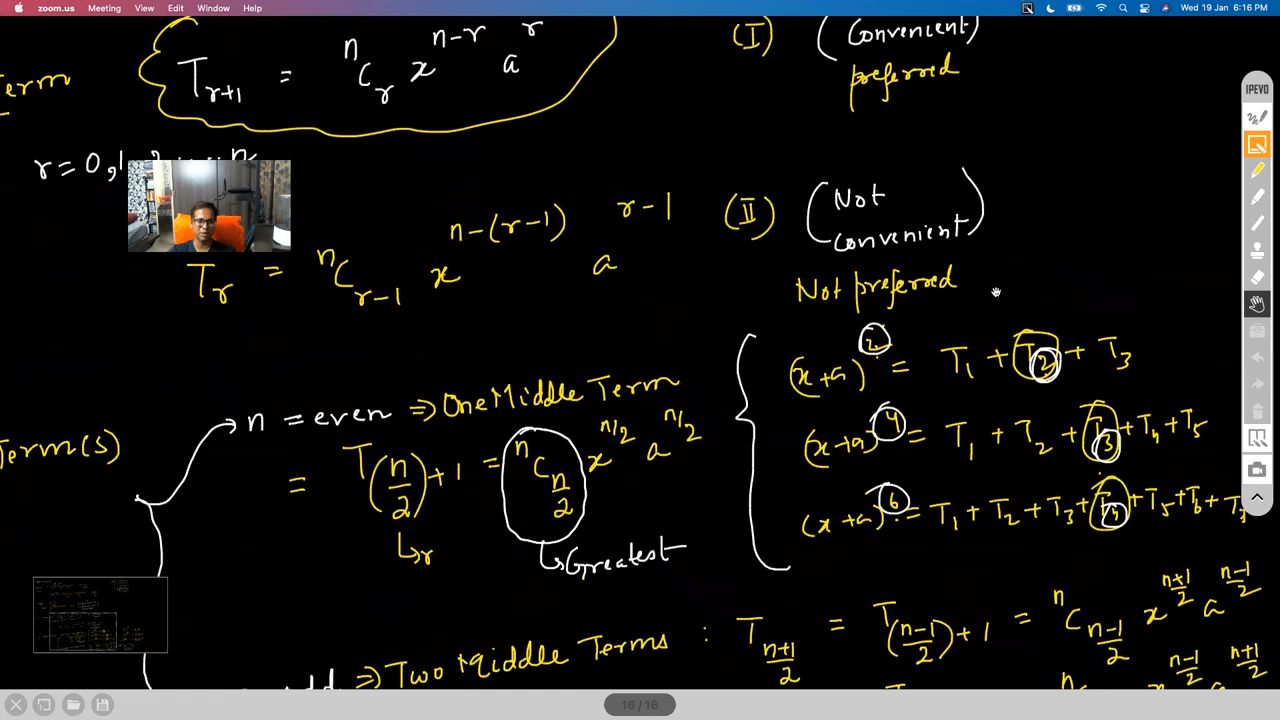 zoom.us Meeting View Edit Window Help Wed 19 Jan 6:16 PM
Term T_{r+1} = ^nC_r x^{n-r} a^r (I) (Convenient)
preferred
r = 0, 1
T_r = ^nC_{r-1} x^{n-(r-1)} a^{r-1} (II) (Not convenient)
Not preferred
(x+a)^2 = T_1 + T_2 + T_3
Term(s) n = even ⇒ One Middle Term
= T_{(n/2)+1} = ^nC_{n/2} x^{n/2} a^{n/2}
↳ r ↳ Greatest
(x+a)^4 = T_1 + T_2 + T_3 + T_4 + T_5
(x+a)^6 = T_1 + T_2 + T_3 + T_4 + T_5 + T_6 + T_7
⇒ Two Middle Terms : T_{(n+1)/2} = T_{((n-1)/2)+1} = ^nC_{(n-1)/2} x^{(n+1)/2} a^{(n-1)/2}
x^{(n-1)/2} a^{(n+1)/2}
IPEVO
16 / 16